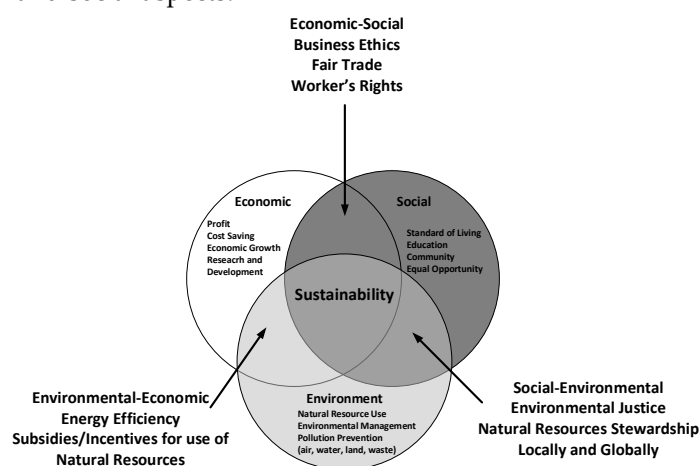 Economic-Social
Business Ethics
Fair Trade
Worker's Rights
Economic
Profit
Cost Saving
Economic Growth
Reseacrh and
Development
Social
Standard of Living
Education
Community
Equal Opportunity
Sustainability
Environmental-Economic
Energy Efficiency
Subsidies/Incentives for use of
Natural Resources
Environment
Natural Resource Use
Environmental Management
Pollution Prevention
(air, water, land, waste)
Social-Environmental
Environmental Justice
Natural Resources Stewardship
Locally and Globally